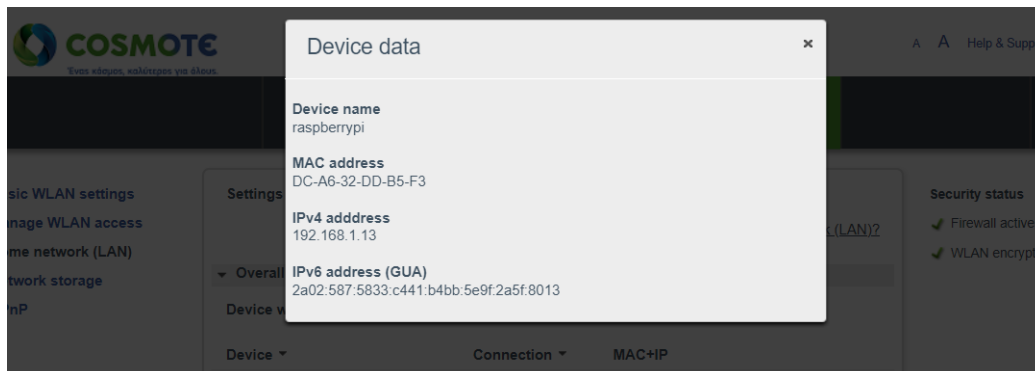 COSMOTE
Ένας κόσμος, καλύτερος για όλους.
A A Help & Supp
Device data
×
Device name
raspberrypi
MAC address
DC-A6-32-DD-B5-F3
IPv4 adddress
192.168.1.13
IPv6 address (GUA)
2a02:587:5833:c441:b4bb:5e9f:2a5f:8013
sic WLAN settings
nage WLAN access
me network (LAN)
twork storage
nP
Settings
(LAN)?
Overall
Device w
Device
Connection
MAC+IP
Security status
Firewall active
WLAN encrypt